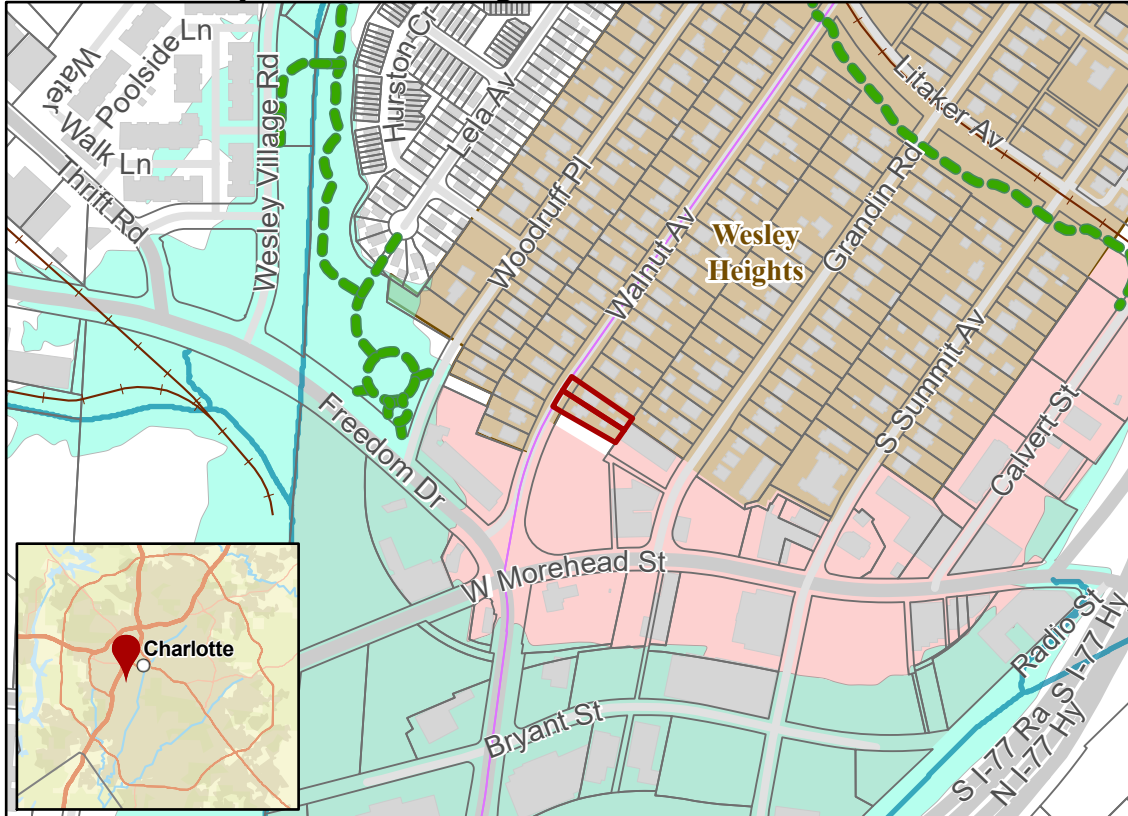 Poolside Ln
Water
Walk Ln
Thrift Rd
Wesley Village Rd
Hurston Cr
Lela Av
Woodruff Pl
Walnut Av
Wesley
Heights
Grandin Rd
Litaker Av
S Summit Av
Calvert St
Freedom Dr
W Morehead St
Bryant St
Radio St
S I-77 Hy
S I-77 Ra
N I-77 Hy
Charlotte